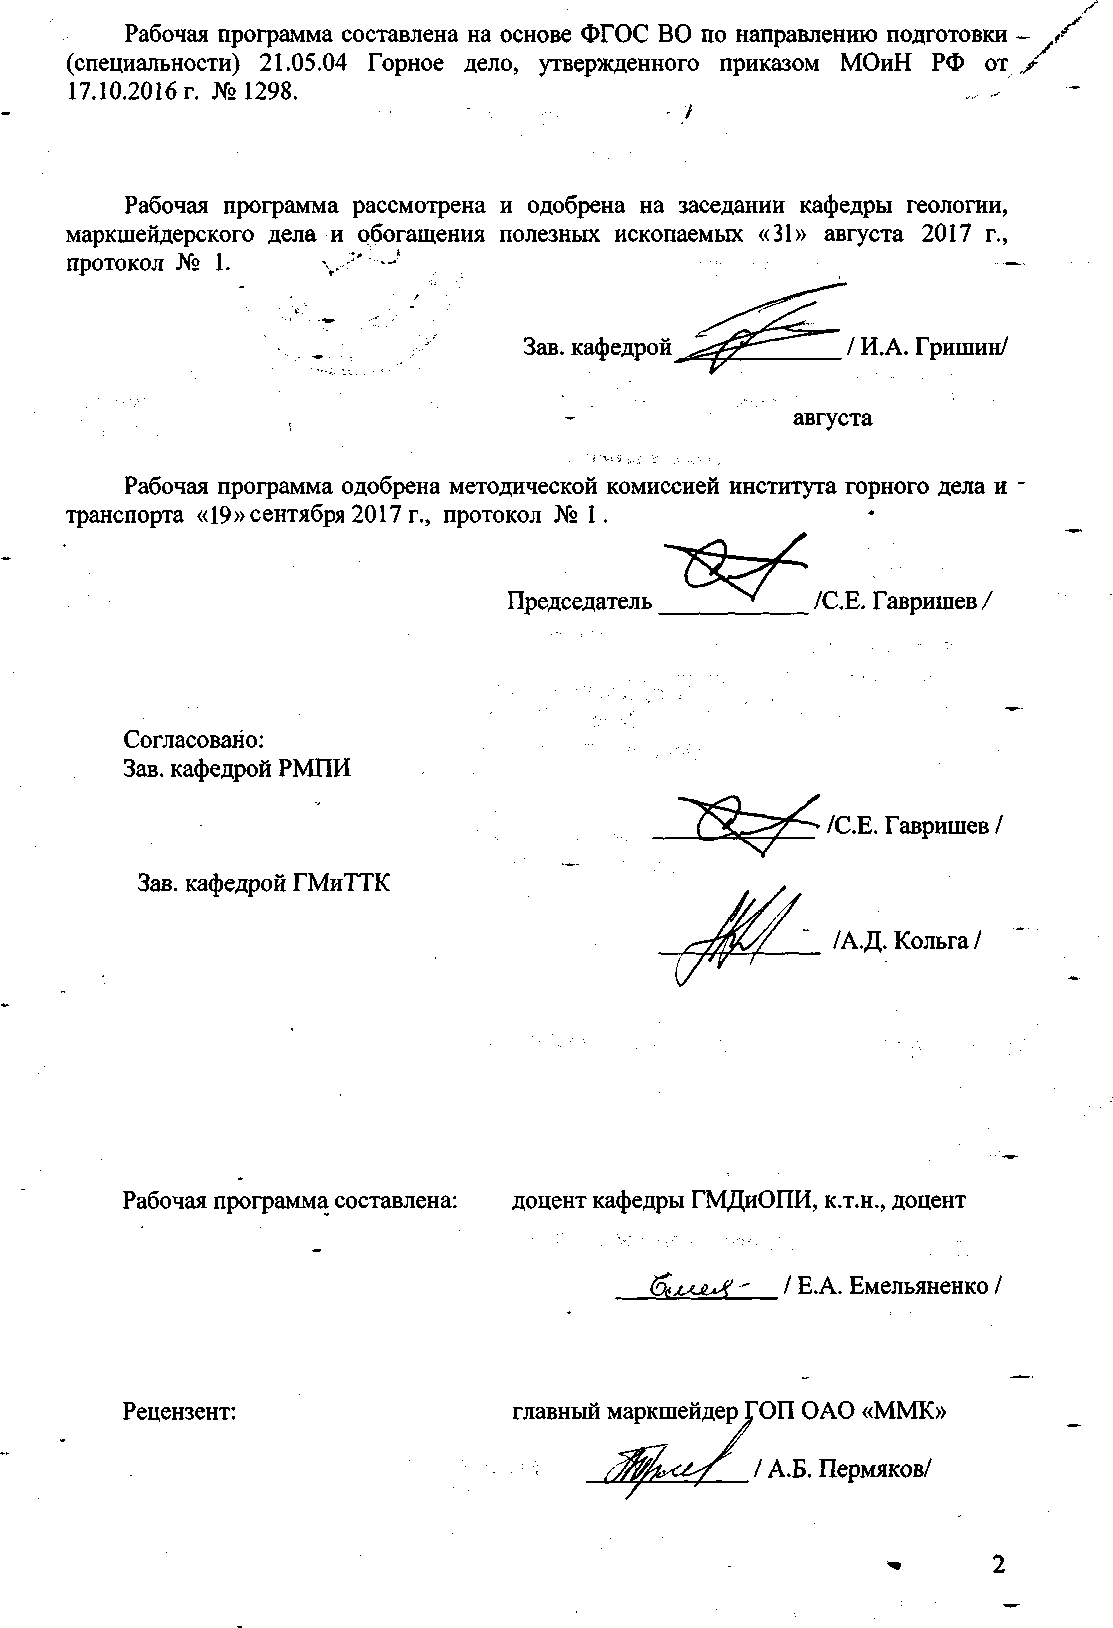 Рабочая программа составлена на основе ФГОС ВО по направлению подготовки
(специальности) 21.05.04 Горное дело, утвержденного приказом МОиН РФ от
17.10.2016 г. № 1298.
Рабочая программа рассмотрена и одобрена на заседании кафедры геологии,
маркшейдерского дела и обогащения полезных ископаемых «31» августа 2017 г.,
протокол № 1.
Зав. кафедрой / И.А. Гришин/
августа
Рабочая программа одобрена методической комиссией института горного дела и
транспорта «19» сентября 2017 г., протокол № 1 .
Председатель ____________ /С.Е. Гавришев /
Согласовано:
Зав. кафедрой РМПИ
/С.Е. Гавришев /
Зав. кафедрой ГМиТТК
/А.Д. Кольга /
Рабочая программа составлена: доцент кафедры ГМДиОПИ, к.т.н., доцент
/ Е.А. Емельяненко /
Рецензент: главный маркшейдер ГОП ОАО «ММК»
/ А.Б. Пермяков/
2